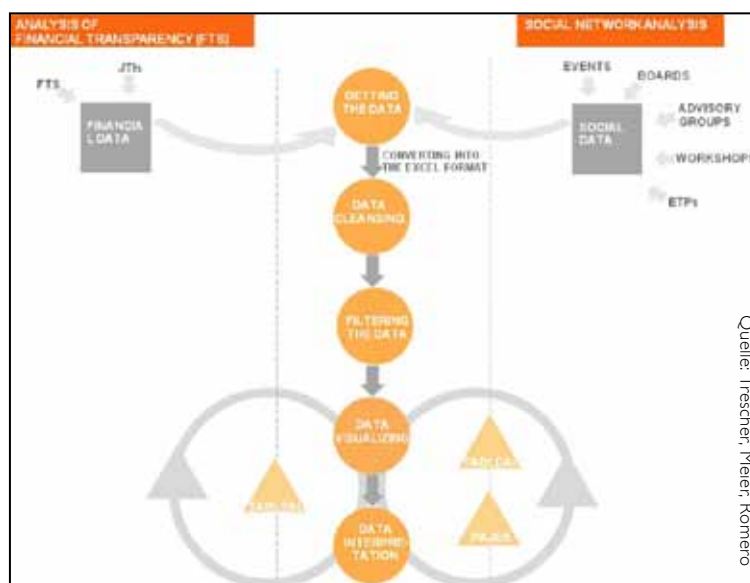 ANALYSIS OF
FINANCIAL TRANSPARENCY (FTS)
SOCIAL NETWORK ANALYSIS
FTS
JTIs
FINANCIA
L DATA
GETTING
THE DATA
EVENTS
BOARDS
ADVISORY
GROUPS
WORKSHOPS
ETPs
SOCIAL
DATA
CONVERTING INTO
THE EXCEL FORMAT
DATA
CLEANSING
FILTERING
THE DATA
DATA
VISUALIZING
DATA
INTERPRE
TATION
PAJEK
Quelle: Trescher, Meier, Romero